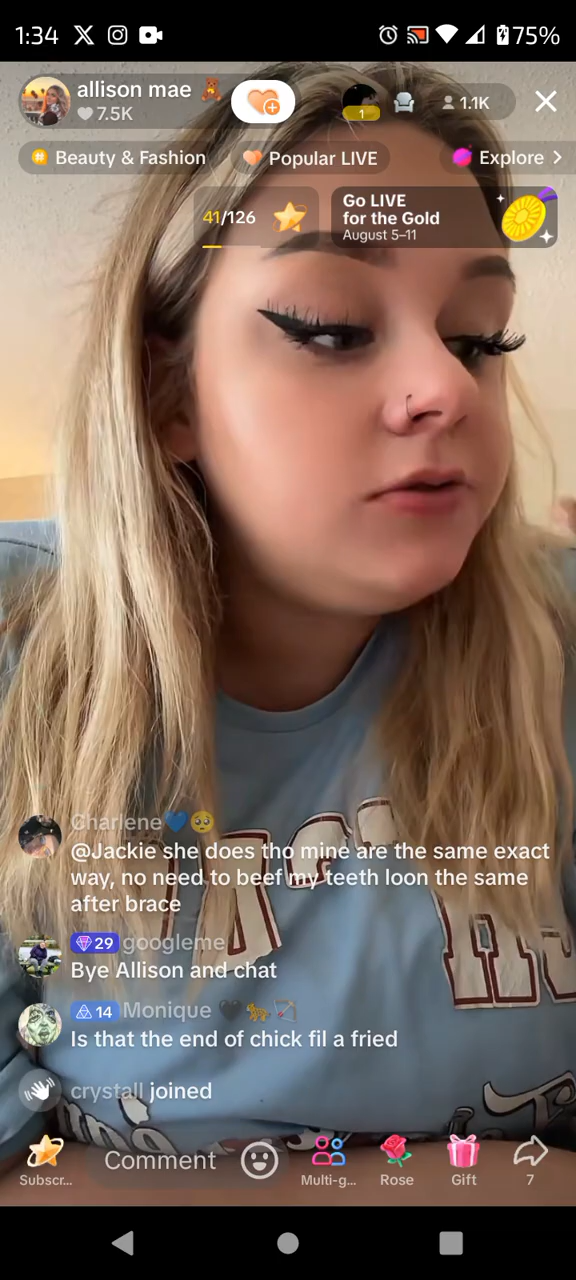 1:34
75%
allison mae 🧸
7.5K
1
1.1K
Beauty & Fashion
Popular LIVE
Explore >
41/126
Go LIVE
for the Gold
August 5–11
Charlene💙🥺
@Jackie she does tho mine are the same exact
way, no need to beef my teeth loon the same
after brace
29 googleme
Bye Allison and chat
14 Monique 🖤🐆🏹
Is that the end of chick fil a fried
crystall joined
Comment
Subscr...
Multi-g...
Rose
Gift
7